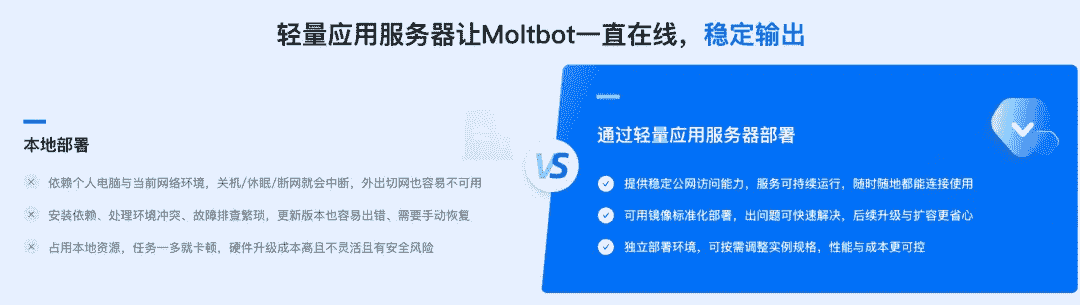 轻量应用服务器让Moltbot一直在线，稳定输出
本地部署
依赖个人电脑与当前网络环境，关机/休眠/断网就会中断，外出切网也容易不可用
安装依赖、处理环境冲突、故障排查繁琐，更新版本也容易出错、需要手动恢复
占用本地资源，任务一多就卡顿，硬件升级成本高且不灵活且有安全风险
VS
通过轻量应用服务器部署
提供稳定公网访问能力，服务可持续运行，随时随地都能连接使用
可用镜像标准化部署，出问题可快速解决，后续升级与扩容更省心
独立部署环境，可按需调整实例规格，性能与成本更可控